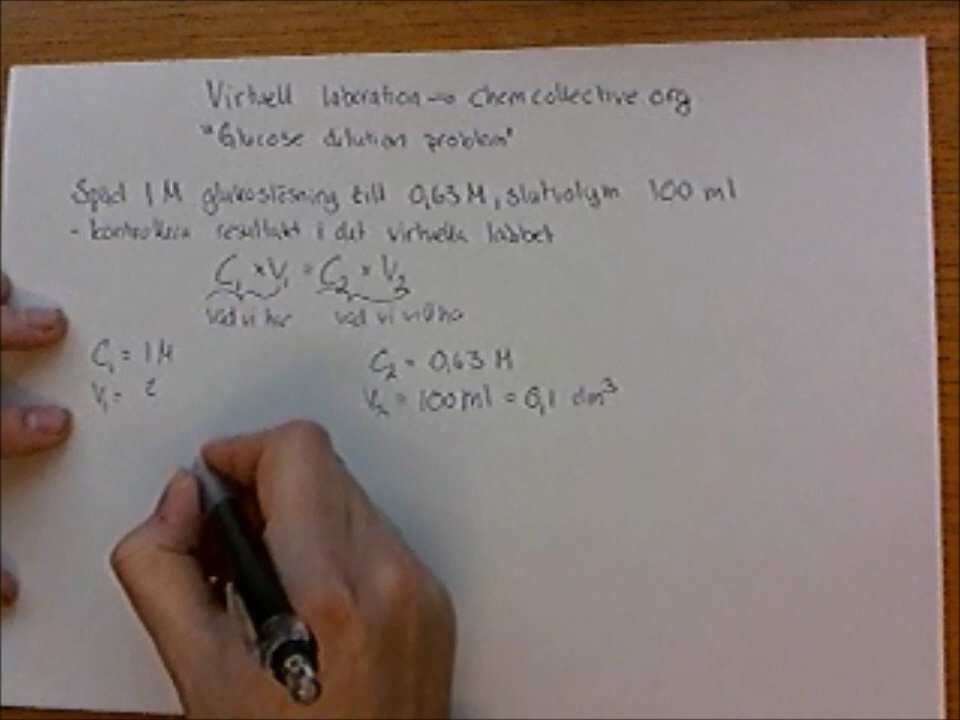 Virtuell laboration → chemcollective.org
"Glucose dilution problem"
Späd 1 M glukoslösning till 0,63 M, slutvolym 100 ml
- kontrollera resultatet i det virtuella labbet
C₁ × V₁ = C₂ × V₂
vad vi har vad vi vill ha
C₁ = 1 M C₂ = 0,63 M
V₁ = ? V₂ = 100 ml = 0,1 dm³